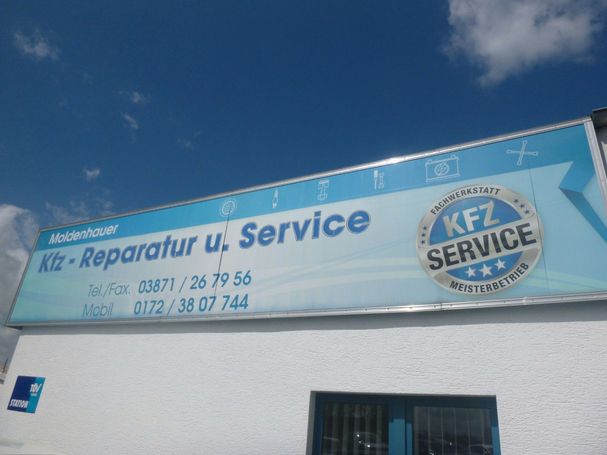 Moldenhauer
Kfz - Reparatur u. Service
Tel./Fax. 03871 / 26 79 56
Mobil 0172 / 38 07 744
FACHWERKSTATT
KFZ
SERVICE
MEISTERBETRIEB
TÜV
STATION